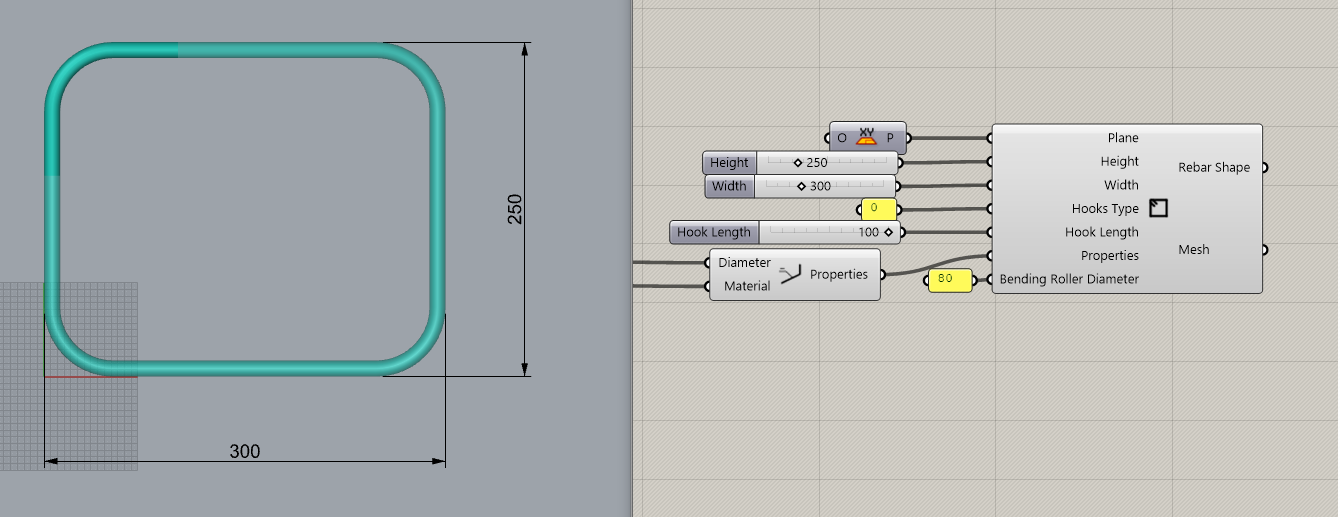 250
300
O XY P
Height 250
Width 300
0
Hook Length 100
Diameter
Material
Properties
80
Plane
Height
Width
Hooks Type
Hook Length
Properties
Bending Roller Diameter
Rebar Shape
Mesh